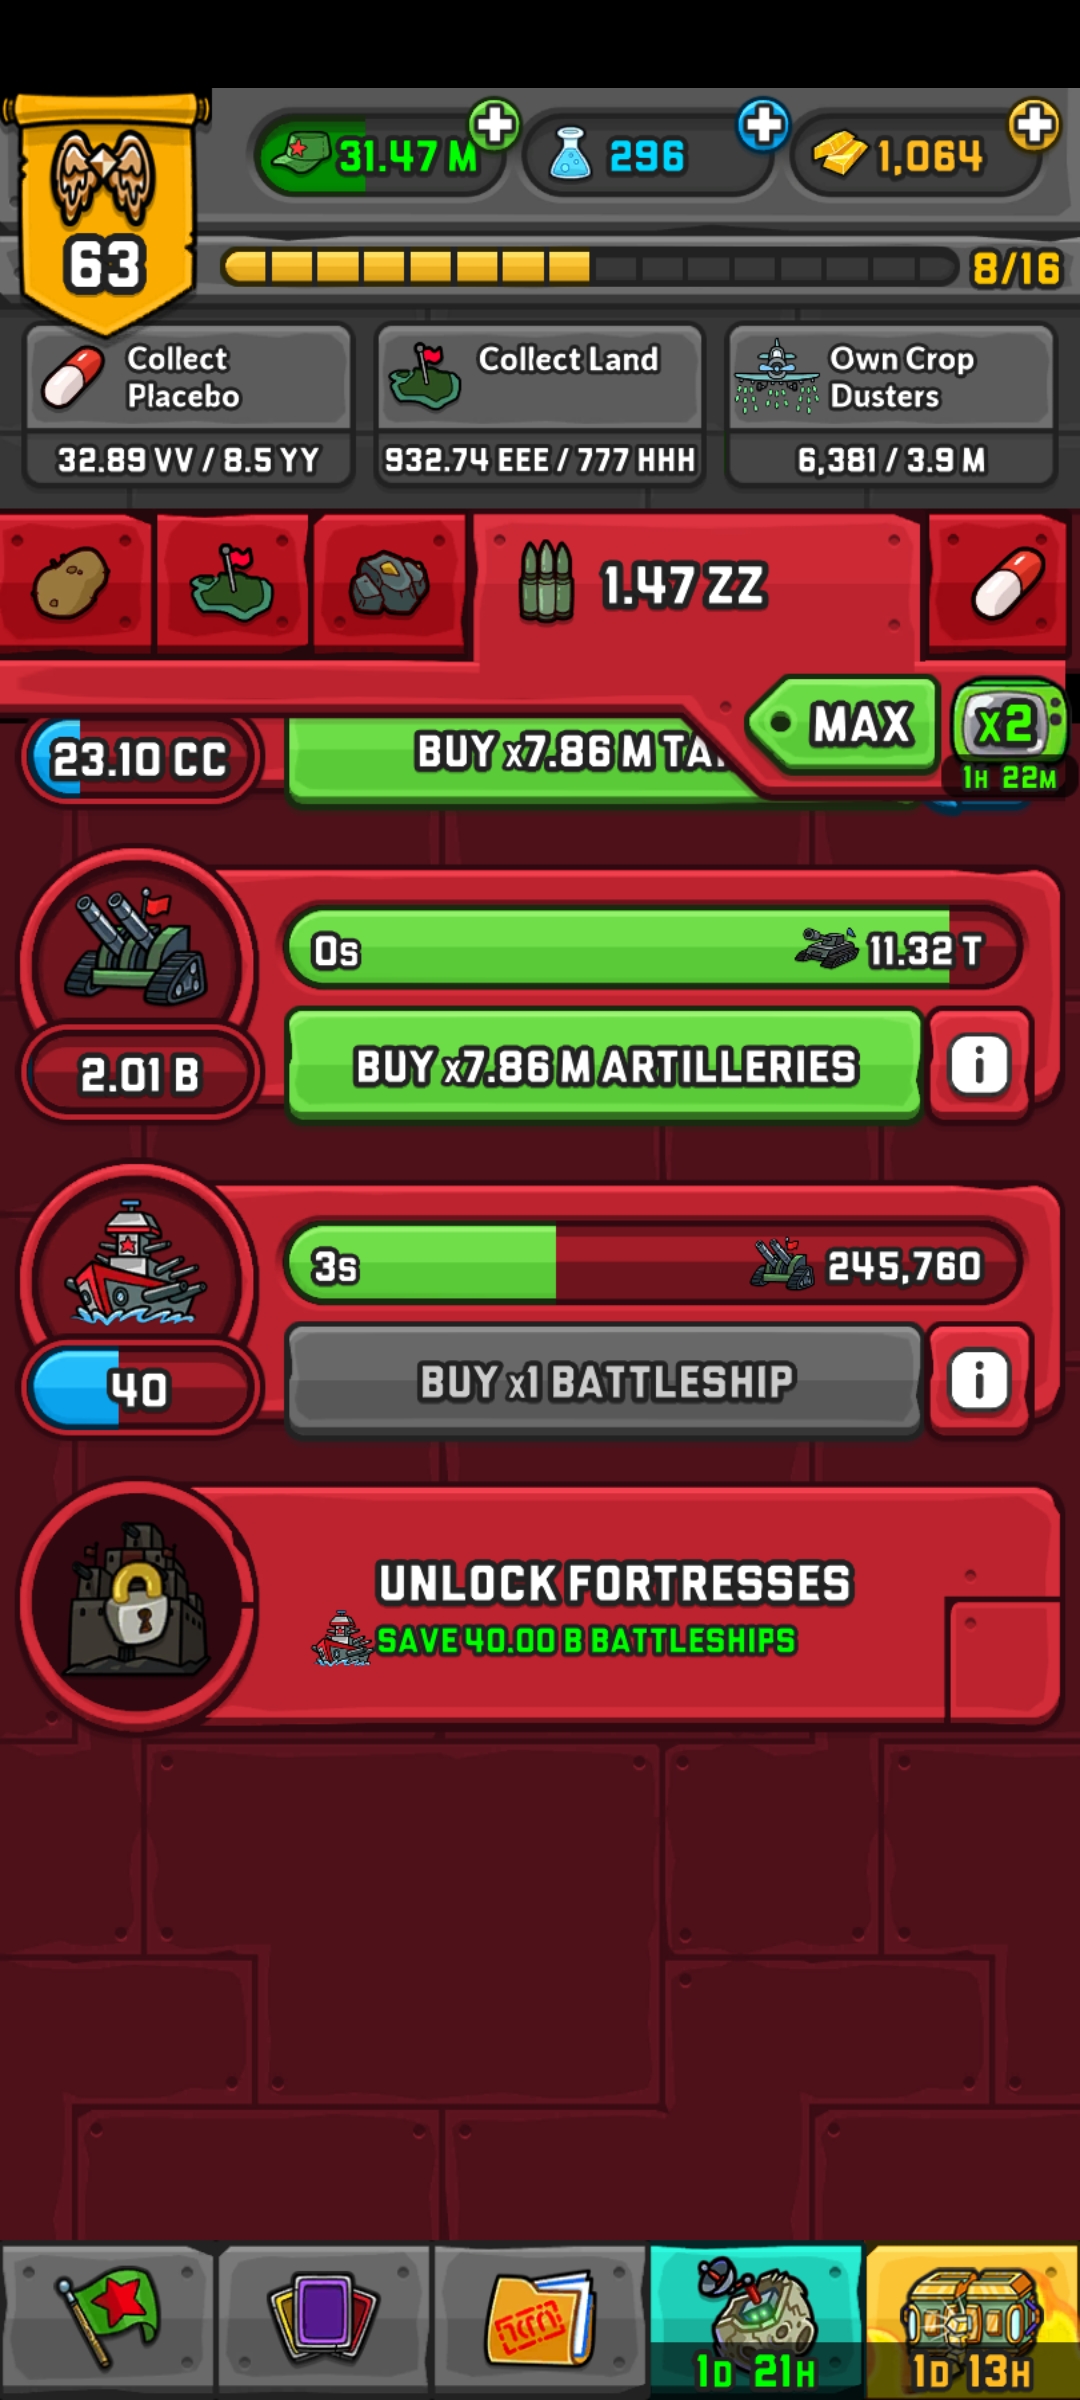 31.47 M
296
1,064
63
8/16
Collect
Placebo
32.89 VV / 8.5 YY
Collect Land
932.74 EEE / 777 HHH
Own Crop
Dusters
6,381 / 3.9 M
1.47 ZZ
MAX
X2
1H 22M
23.10 CC
BUY x7.86 M
0s
11.32 T
2.01 B
BUY x7.86 M ARTILLERIES
i
3s
245,760
40
BUY x1 BATTLESHIP
i
UNLOCK FORTRESSES
SAVE 40.00 B BATTLESHIPS
1D 21H
1D 13H